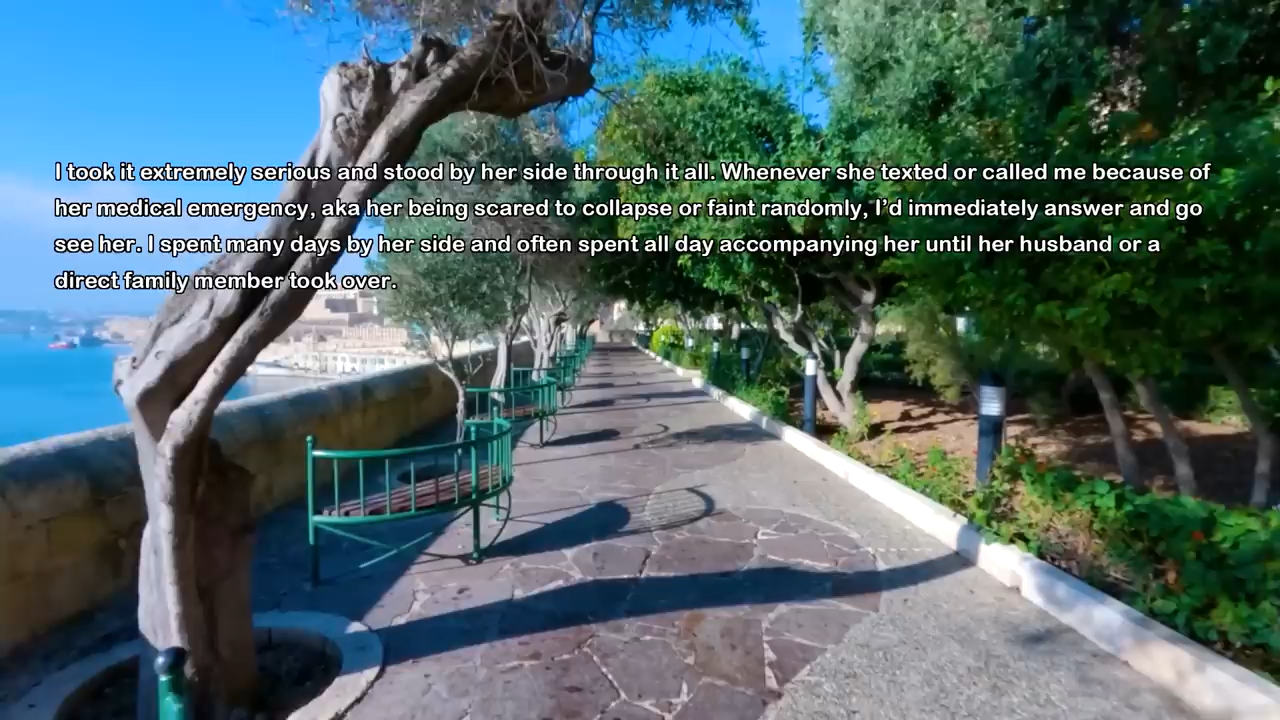 I took it extremely serious and stood by her side through it all. Whenever she texted or called me because of
her medical emergency, aka her being scared to collapse or faint randomly, I’d immediately answer and go
see her. I spent many days by her side and often spent all day accompanying her until her husband or a
direct family member took over.